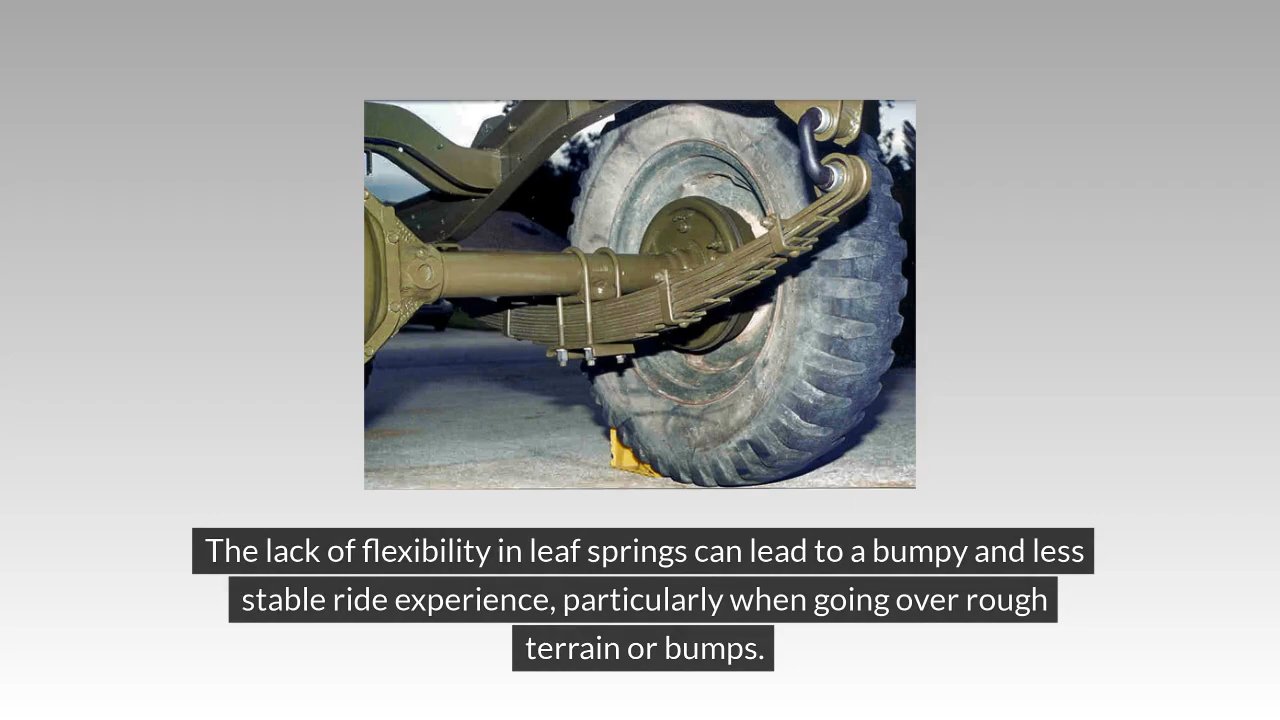 The lack of flexibility in leaf springs can lead to a bumpy and less
stable ride experience, particularly when going over rough
terrain or bumps.